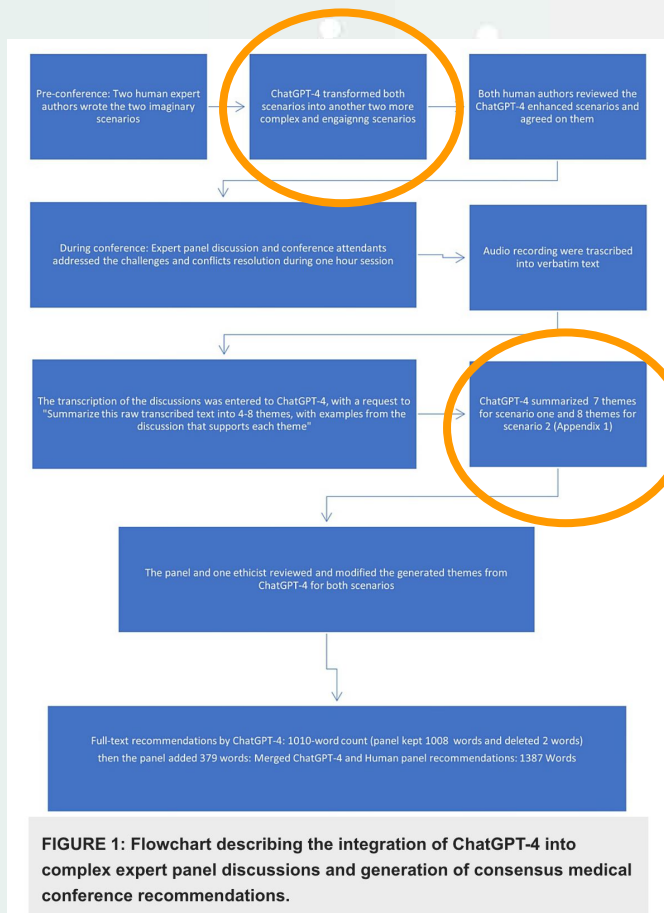 Pre-conference: Two human expert
authors wrote the two imaginary
scenarios
ChatGPT-4 transformed both
scenarios into another two more
complex and engaignng scenarios
Both human authors reviewed the
ChatGPT-4 enhanced scenarios and
agreed on them
During conference: Expert panel discussion and conference attendants
addressed the challenges and conflicts resolution during one hour session
Audio recording were trascribed
into verbatim text
The transcription of the discussions was entered to ChatGPT-4, with a request to
"Summarize this raw transcribed text into 4-8 themes, with examples from the
discussion that supports each theme"
ChatGPT-4 summarized 7 themes
for scenario one and 8 themes for
scenario 2 (Appendix 1)
The panel and one ethicist reviewed and modified the generated themes from
ChatGPT-4 for both scenarios
Full-text recommendations by ChatGPT-4: 1010-word count (panel kept 1008 words and deleted 2 words)
then the panel added 379 words: Merged ChatGPT-4 and Human panel recommendations: 1387 Words
FIGURE 1: Flowchart describing the integration of ChatGPT-4 into
complex expert panel discussions and generation of consensus medical
conference recommendations.